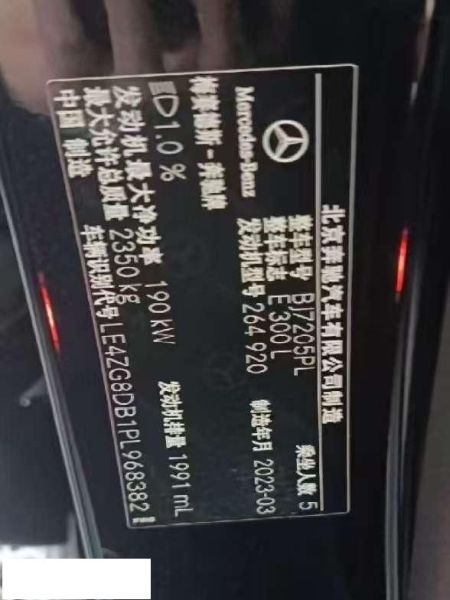 北京奔驰汽车有限公司制造
Mercedes-Benz
梅赛德斯-奔驰牌
整车型号 BJ7205PL
乘坐人数 5
整车标志 E 300 L
发动机型号 264 920
制造年月 2023-03
1.0 %
发动机最大净功率 190 kW
发动机排量 1991 mL
最大允许总质量 2350 kg
车辆识别代号 LE4ZG8DB1PL968382
中国 制造